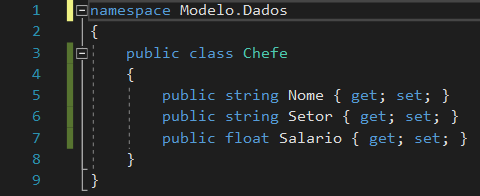 1 namespace Modelo.Dados
2 {
3 public class Chefe
4 {
5 public string Nome { get; set; }
6 public string Setor { get; set; }
7 public float Salario { get; set; }
8 }
9 }